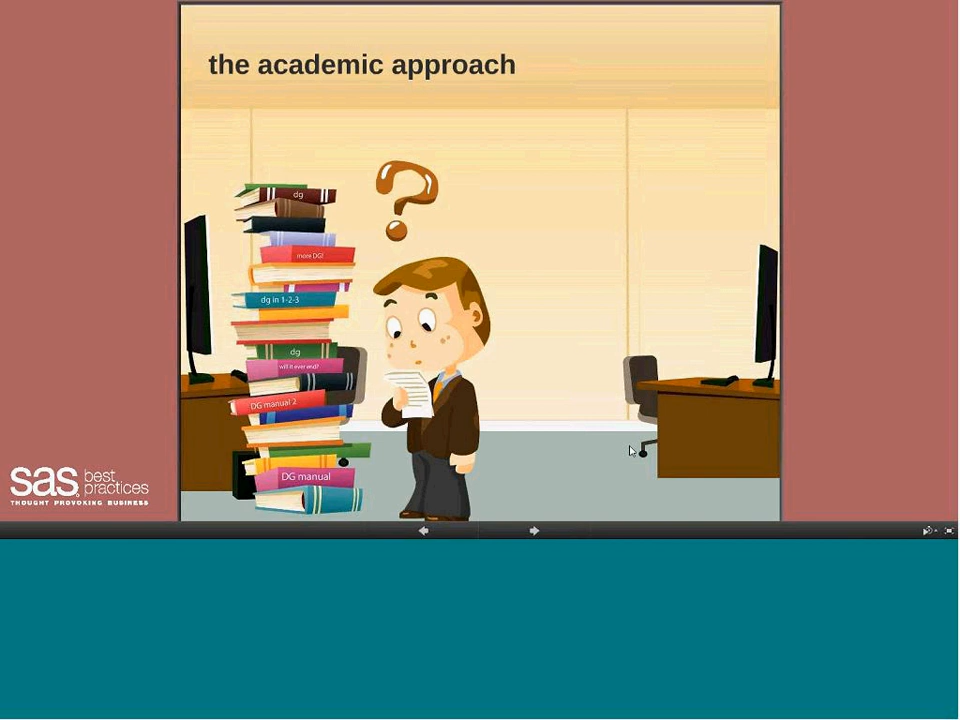 the academic approach
dg
more DG!
dg in 1-2-3
dg
will it ever end?
DG manual 2
DG manual
sas
best
practices
THOUGHT PROVOKING BUSINESS